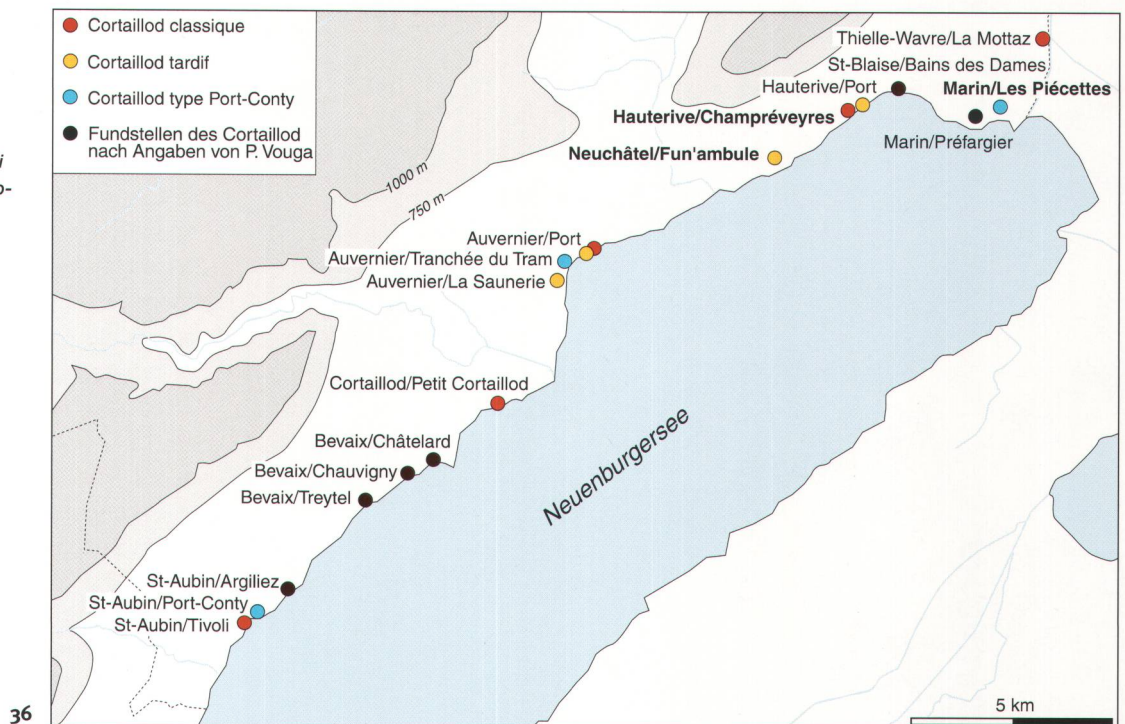 Cortaillod classique
Cortaillod tardif
Cortaillod type Port-Conty
Fundstellen des Cortaillod
nach Angaben von P. Vouga
i
o-
1000 m
750 m
Thielle-Wavre/La Mottaz
St-Blaise/Bains des Dames
Hauterive/Port
Marin/Les Piécettes
Hauterive/Champréveyres
Marin/Préfargier
Neuchâtel/Fun'ambule
Auvernier/Port
Auvernier/Tranchée du Tram
Auvernier/La Saunerie
Cortaillod/Petit Cortaillod
Bevaix/Châtelard
Bevaix/Chauvigny
Bevaix/Treytel
Neuenburgersee
St-Aubin/Argiliez
St-Aubin/Port-Conty
St-Aubin/Tivoli
5 km
36